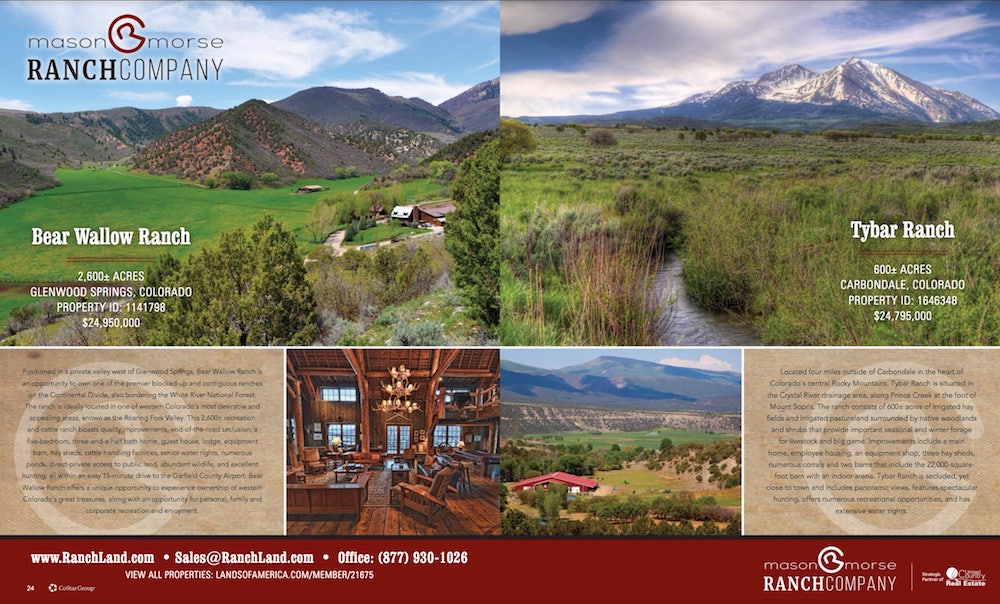 mason morse
RANCHCOMPANY
Bear Wallow Ranch
2,600± ACRES
GLENWOOD SPRINGS, COLORADO
PROPERTY ID: 1141798
$24,950,000
Tybar Ranch
600± ACRES
CARBONDALE, COLORADO
PROPERTY ID: 1646348
$24,795,000
Positioned in a private valley west of Glenwood Springs, Bear Wallow Ranch is
an opportunity to own one of the premier blocked-up and contiguous ranches
on the Continental Divide, also bordering the White River National Forest.
The ranch is ideally located in one of western Colorado's most desirable and
appealing areas, known as the Roaring Fork Valley. This 2,600± recreation
and cattle ranch boasts quality improvements, end-of-the-road seclusion, a
five-bedroom, three-and-a-half bath home, guest house, lodge, equipment
barn, hay sheds, cattle handling facilities, senior water rights, numerous
ponds, direct-private access to public land, abundant wildlife, and excellent
hunting; all within an easy 15-minute drive to the Garfield County Airport. Bear
Wallow Ranch offers a unique opportunity to experience ownership of western
Colorado's great treasures, along with an opportunity for personal, family and
corporate recreation and enjoyment.
Located four miles outside of Carbondale in the heart of
Colorado's central Rocky Mountains, Tybar Ranch is situated in
the Crystal River drainage area, along Prince Creek at the foot of
Mount Sopris. The ranch consists of 600± acres of irrigated hay
fields and irrigated pastureland surrounded by native woodlands
and shrubs that provide important seasonal and winter forage
for livestock and big game. Improvements include a main
home, employee housing, an equipment shop, three hay sheds,
numerous corrals and two barns that include the 22,000-square-
foot barn with an indoor arena. Tybar Ranch is secluded, yet
close to town and includes panoramic views, features spectacular
hunting, offers numerous recreational opportunities, and has
extensive water rights.
www.RanchLand.com • Sales@RanchLand.com • Office: (877) 930-1026
VIEW ALL PROPERTIES: LANDSOFAMERICA.COM/MEMBER/21675
24 CoStar Group
mason morse
RANCHCOMPANY
Strategic
Partner of
United
Country
Real Estate